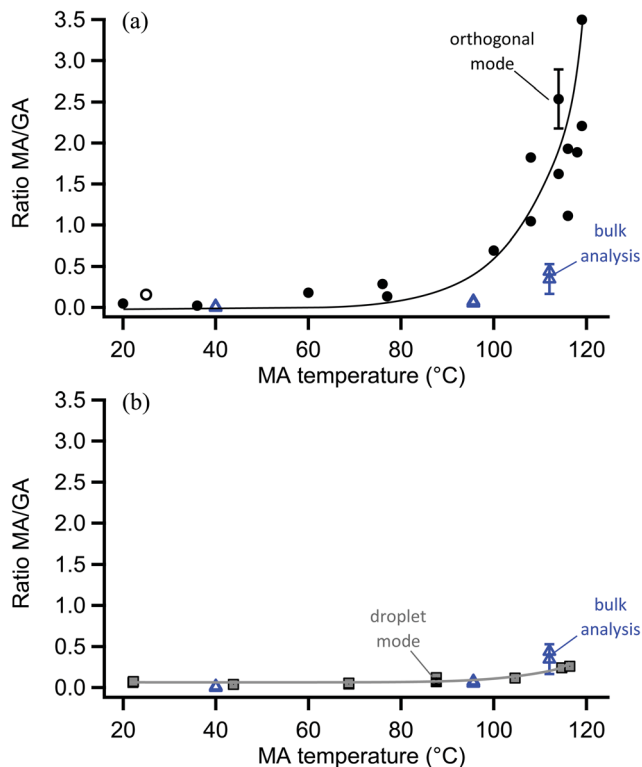 (a)
3.5
3.0
2.5
2.0
1.5
1.0
0.5
0.0
Ratio MA/GA
orthogonal
mode
bulk
analysis
20 40 60 80 100 120
MA temperature (°C)
(b)
3.5
3.0
2.5
2.0
1.5
1.0
0.5
0.0
Ratio MA/GA
droplet
mode
bulk
analysis
20 40 60 80 100 120
MA temperature (°C)